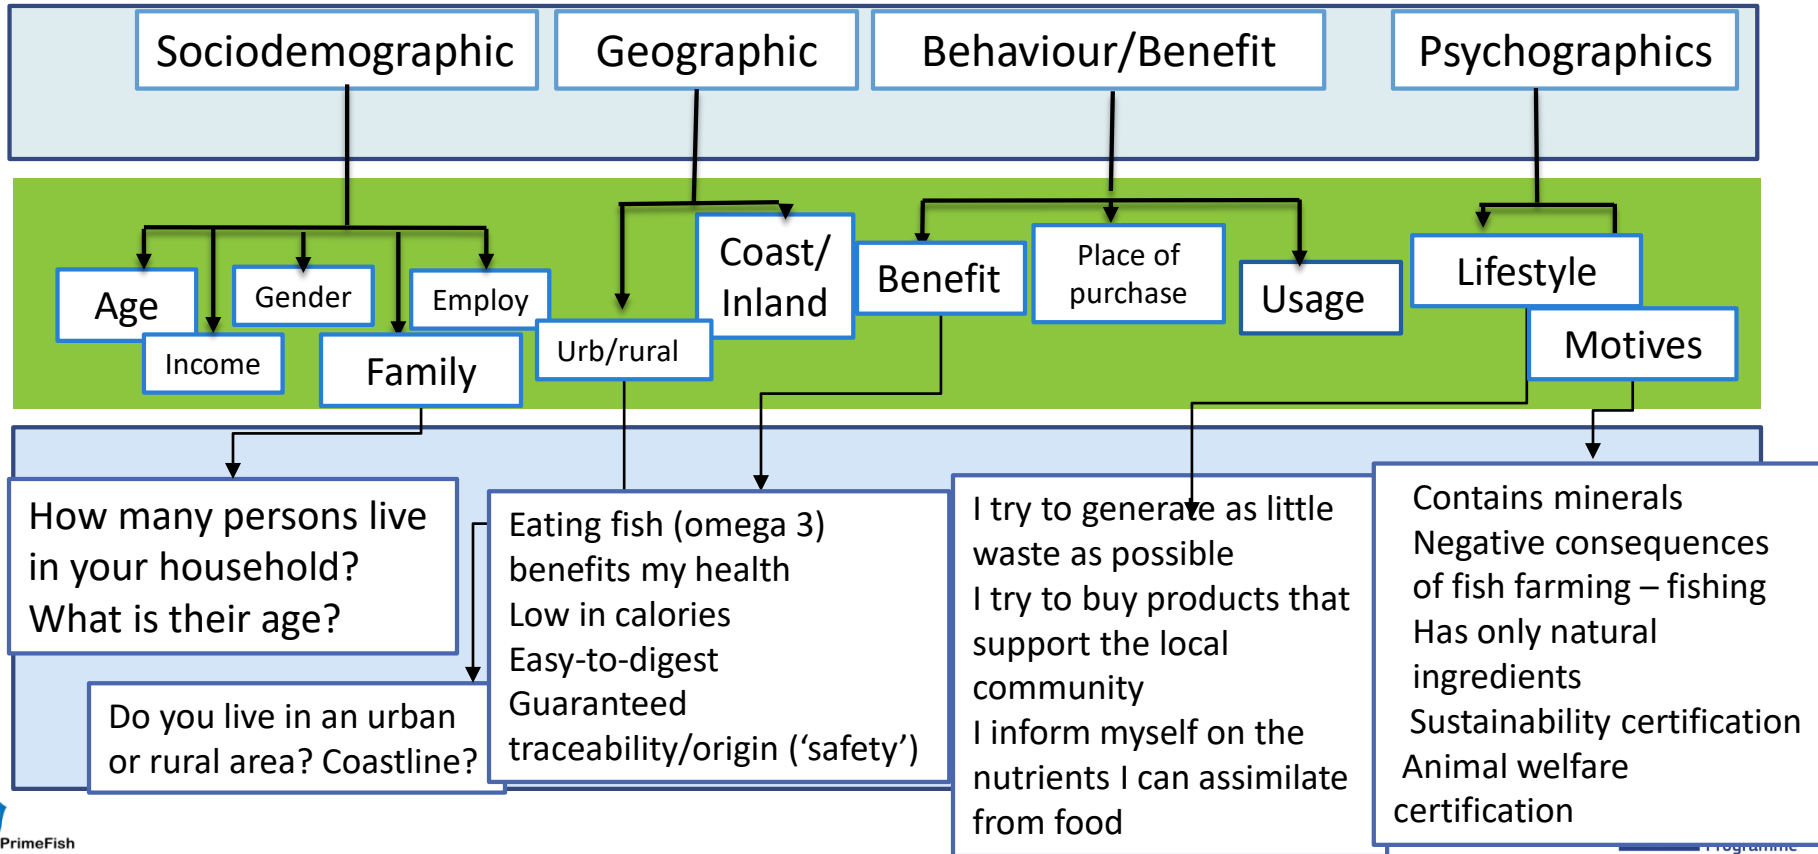 Sociodemographic
Geographic
Behaviour/Benefit
Psychographics
Age
Income
Gender
Family
Employ
Urb/rural
Coast/
Inland
Benefit
Place of
purchase
Usage
Lifestyle
Motives
How many persons live
in your household?
What is their age?
Do you live in an urban
or rural area? Coastline?
Eating fish (omega 3)
benefits my health
Low in calories
Easy-to-digest
Guaranteed
traceability/origin (‘safety’)
I try to generate as little
waste as possible
I try to buy products that
support the local
community
I inform myself on the
nutrients I can assimilate
from food
Contains minerals
Negative consequences
of fish farming – fishing
Has only natural
ingredients
Sustainability certification
Animal welfare
certification
PrimeFish
Programme